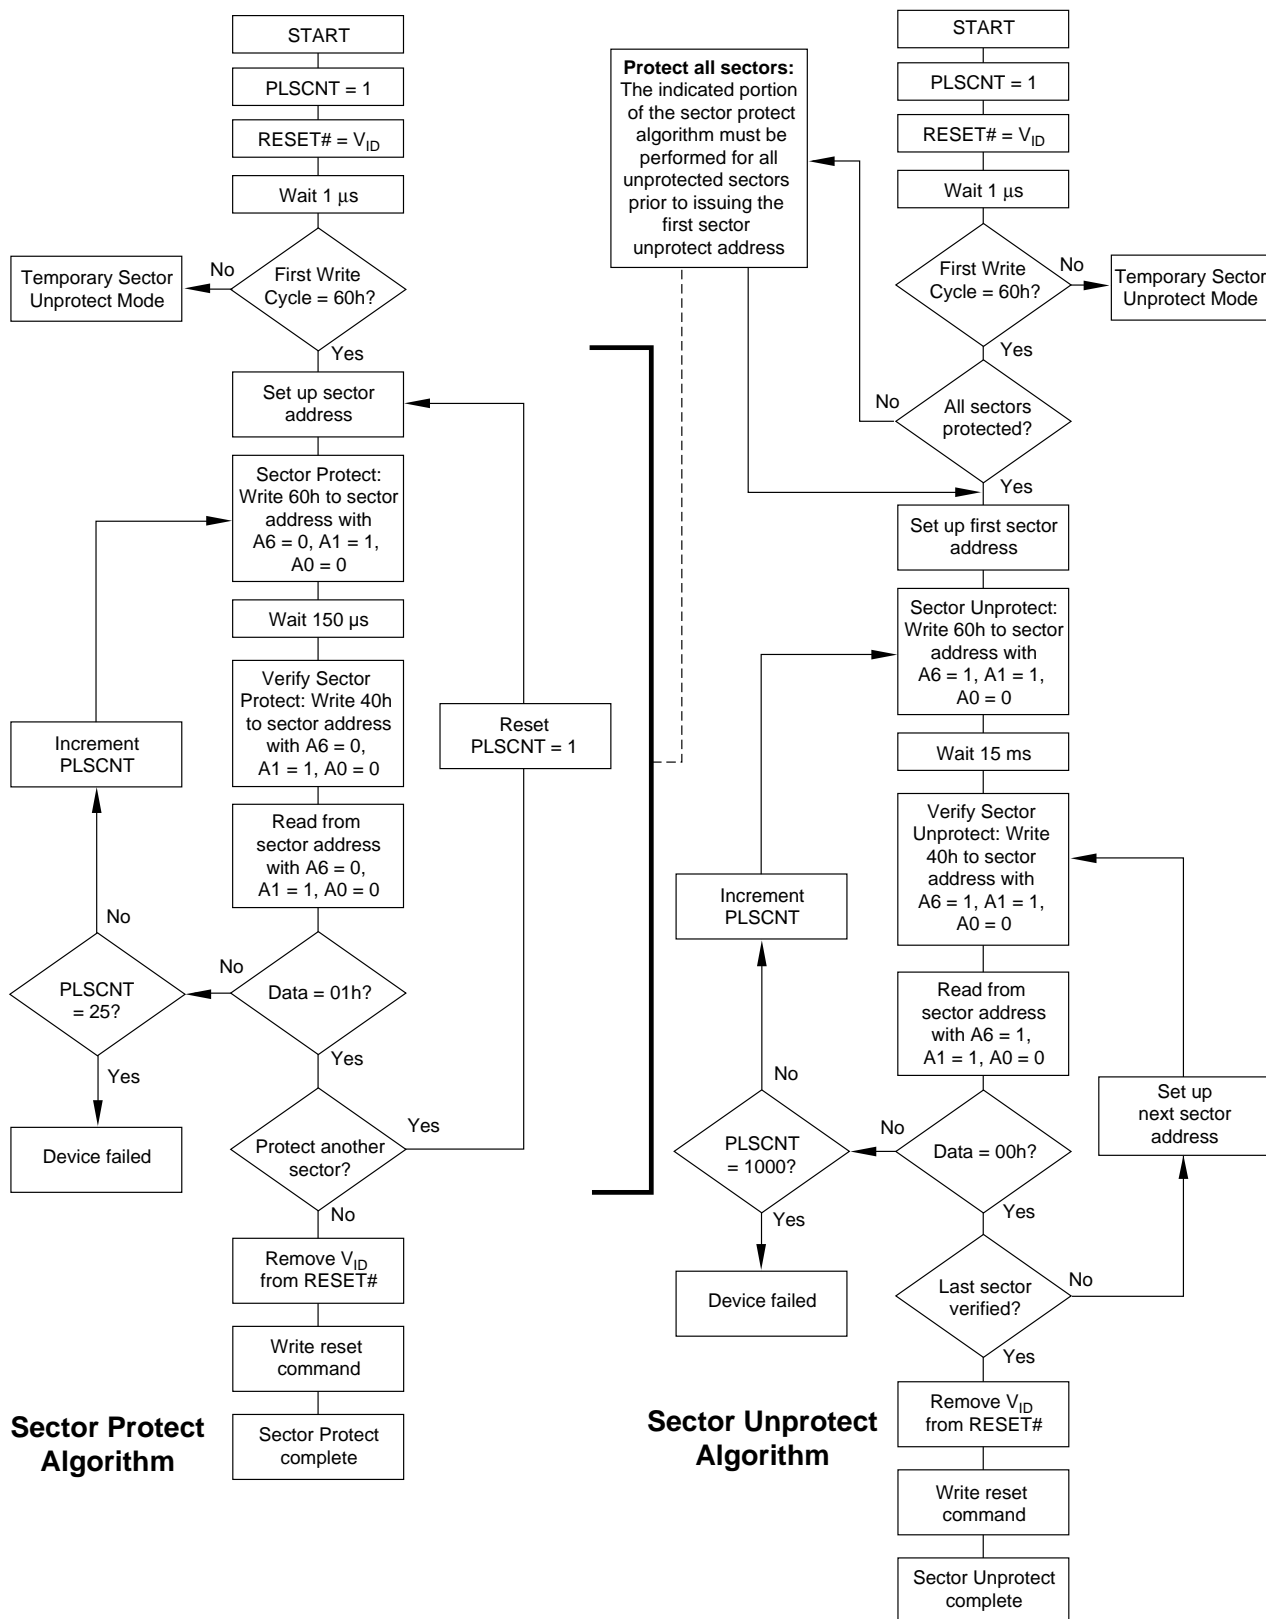 START
PLSCNT = 1
RESET# = VID
Wait 1 μs
First Write
Cycle = 60h?
No
Temporary Sector
Unprotect Mode
Yes
Set up sector
address
Sector Protect:
Write 60h to sector
address with
A6 = 0, A1 = 1,
A0 = 0
Wait 150 µs
Verify Sector
Protect: Write 40h
to sector address
with A6 = 0,
A1 = 1, A0 = 0
Reset
PLSCNT = 1
Increment
PLSCNT
Read from
sector address
with A6 = 0,
A1 = 1, A0 = 0
No
PLSCNT
= 25?
No
Data = 01h?
Yes
Yes
Device failed
Protect another
sector?
Yes
No
Remove VID
from RESET#
Write reset
command
Sector Protect
complete
Sector Protect
Algorithm
Protect all sectors:
The indicated portion
of the sector protect
algorithm must be
performed for all
unprotected sectors
prior to issuing the
first sector
unprotect address
START
PLSCNT = 1
RESET# = VID
Wait 1 μs
First Write
Cycle = 60h?
No
Temporary Sector
Unprotect Mode
Yes
No
All sectors
protected?
Yes
Set up first sector
address
Sector Unprotect:
Write 60h to sector
address with
A6 = 1, A1 = 1,
A0 = 0
Wait 15 ms
Verify Sector
Unprotect: Write
40h to sector
address with
A6 = 1, A1 = 1,
A0 = 0
Increment
PLSCNT
Read from
sector address
with A6 = 1,
A1 = 1, A0 = 0
No
PLSCNT
= 1000?
No
Data = 00h?
Set up
next sector
address
Yes
Yes
Device failed
Last sector
verified?
No
Yes
Remove VID
from RESET#
Write reset
command
Sector Unprotect
complete
Sector Unprotect
Algorithm